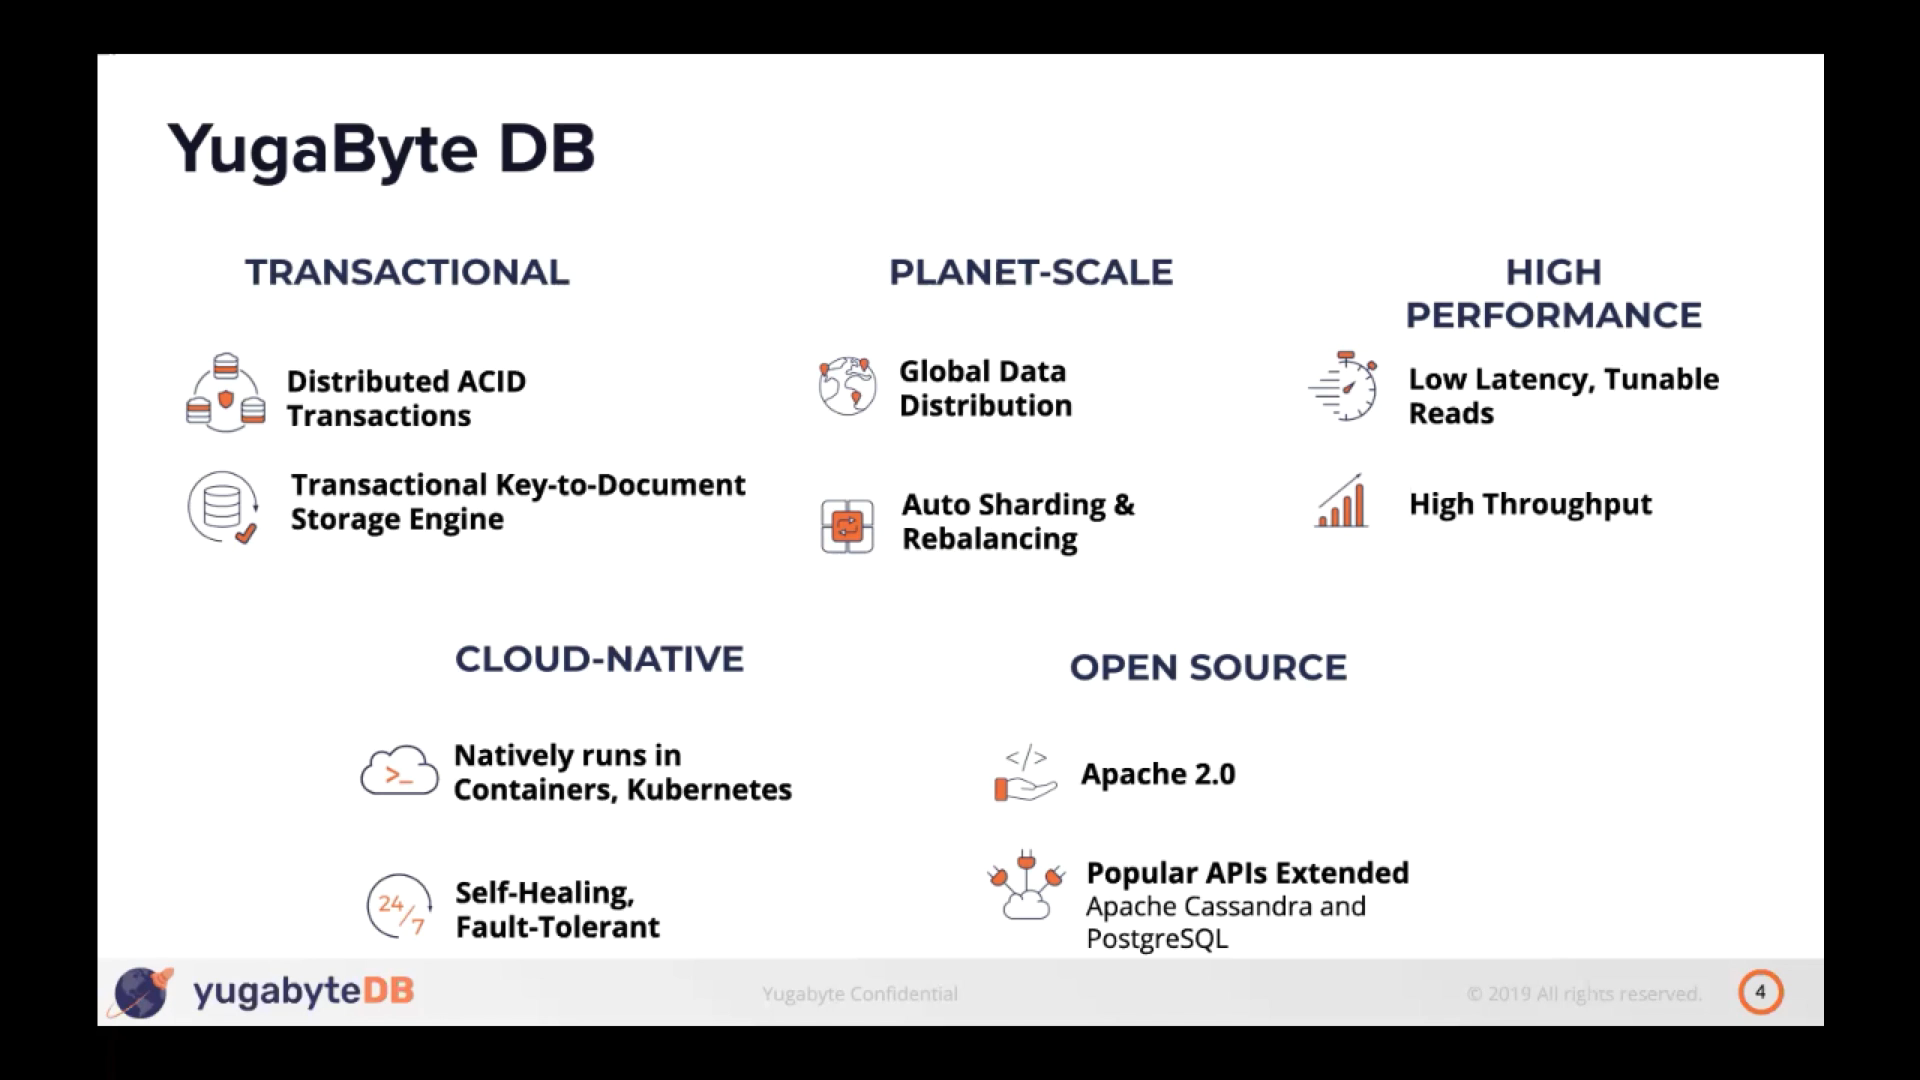 YugaByte DB
TRANSACTIONAL
Distributed ACID
Transactions
Transactional Key-to-Document
Storage Engine
PLANET-SCALE
Global Data
Distribution
Auto Sharding &
Rebalancing
HIGH
PERFORMANCE
Low Latency, Tunable
Reads
High Throughput
CLOUD-NATIVE
>_
Natively runs in
Containers, Kubernetes
24/7
Self-Healing,
Fault-Tolerant
OPEN SOURCE
</>
Apache 2.0
Popular APIs Extended
Apache Cassandra and
PostgreSQL
yugabyteDB
Yugabyte Confidential
© 2019 All rights reserved.
4